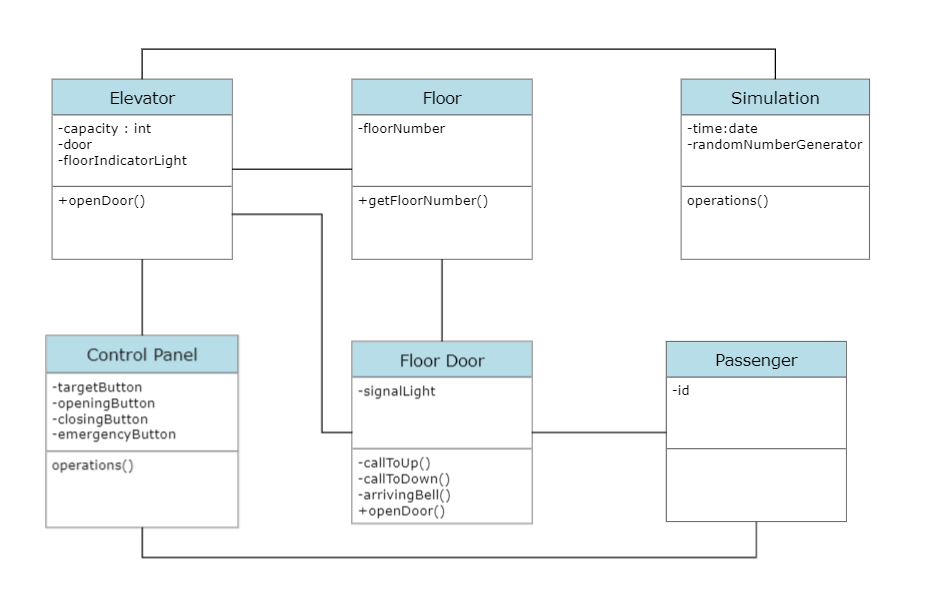 Elevator
-capacity : int
-door
-floorIndicatorLight
+openDoor()
Floor
-floorNumber
+getFloorNumber()
Simulation
-time:date
-randomNumberGenerator
operations()
Control Panel
-targetButton
-openingButton
-closingButton
-emergencyButton
operations()
Floor Door
-signalLight
-callToUp()
-callToDown()
-arrivingBell()
+openDoor()
Passenger
-id